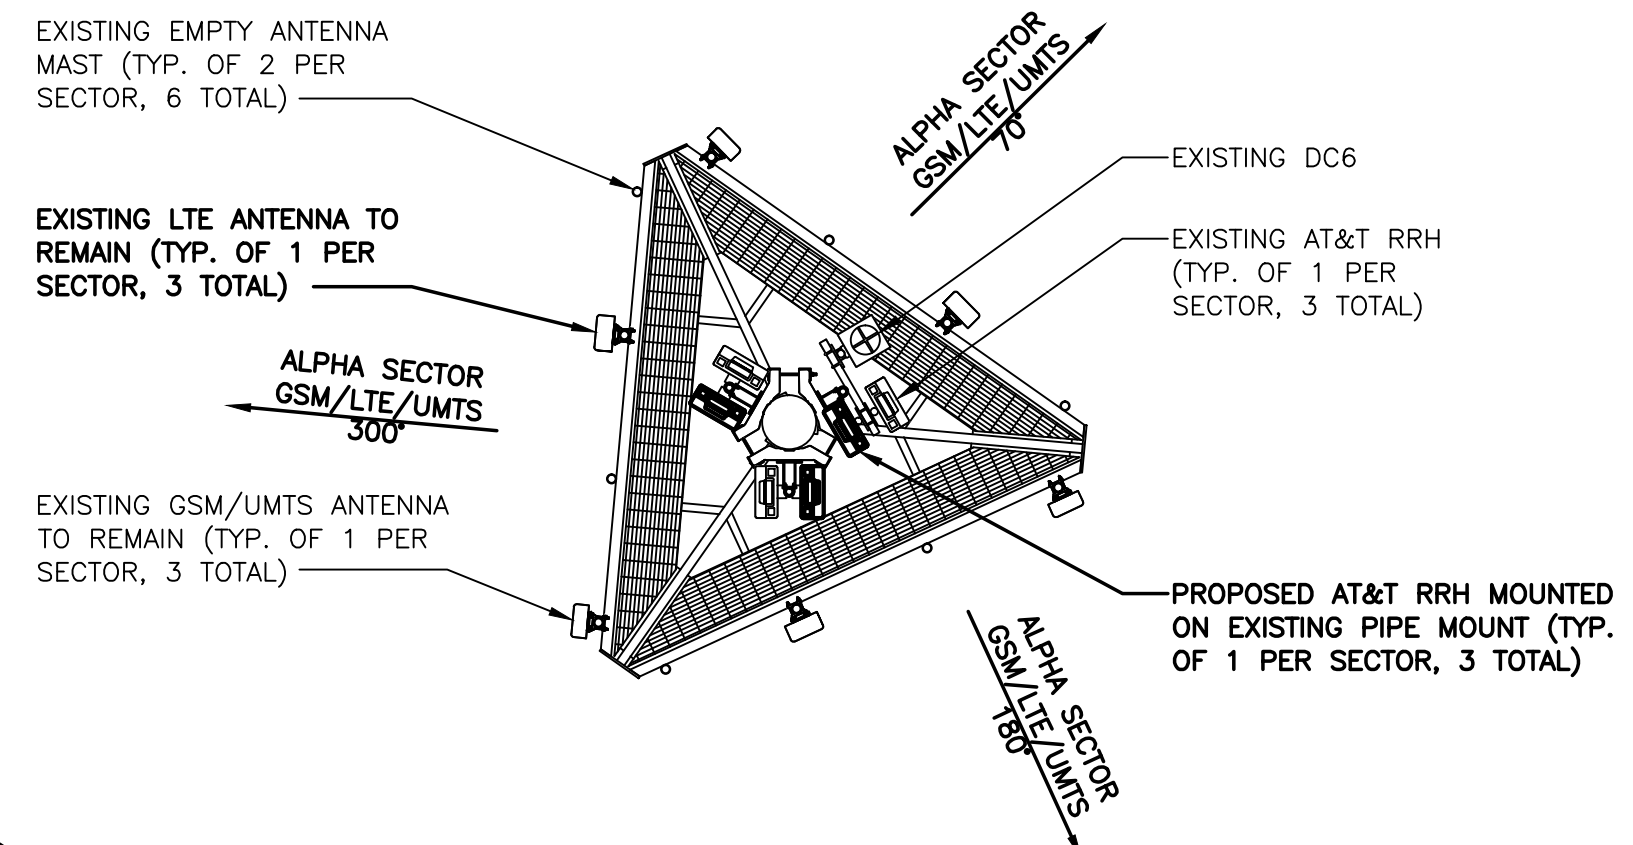 EXISTING EMPTY ANTENNA
MAST (TYP. OF 2 PER
SECTOR, 6 TOTAL)
EXISTING LTE ANTENNA TO
REMAIN (TYP. OF 1 PER
SECTOR, 3 TOTAL)
ALPHA SECTOR
GSM/LTE/UMTS
300°
EXISTING GSM/UMTS ANTENNA
TO REMAIN (TYP. OF 1 PER
SECTOR, 3 TOTAL)
ALPHA SECTOR
GSM/LTE/UMTS
70°
EXISTING DC6
EXISTING AT&T RRH
(TYP. OF 1 PER
SECTOR, 3 TOTAL)
PROPOSED AT&T RRH MOUNTED
ON EXISTING PIPE MOUNT (TYP.
OF 1 PER SECTOR, 3 TOTAL)
ALPHA SECTOR
GSM/LTE/UMTS
180°